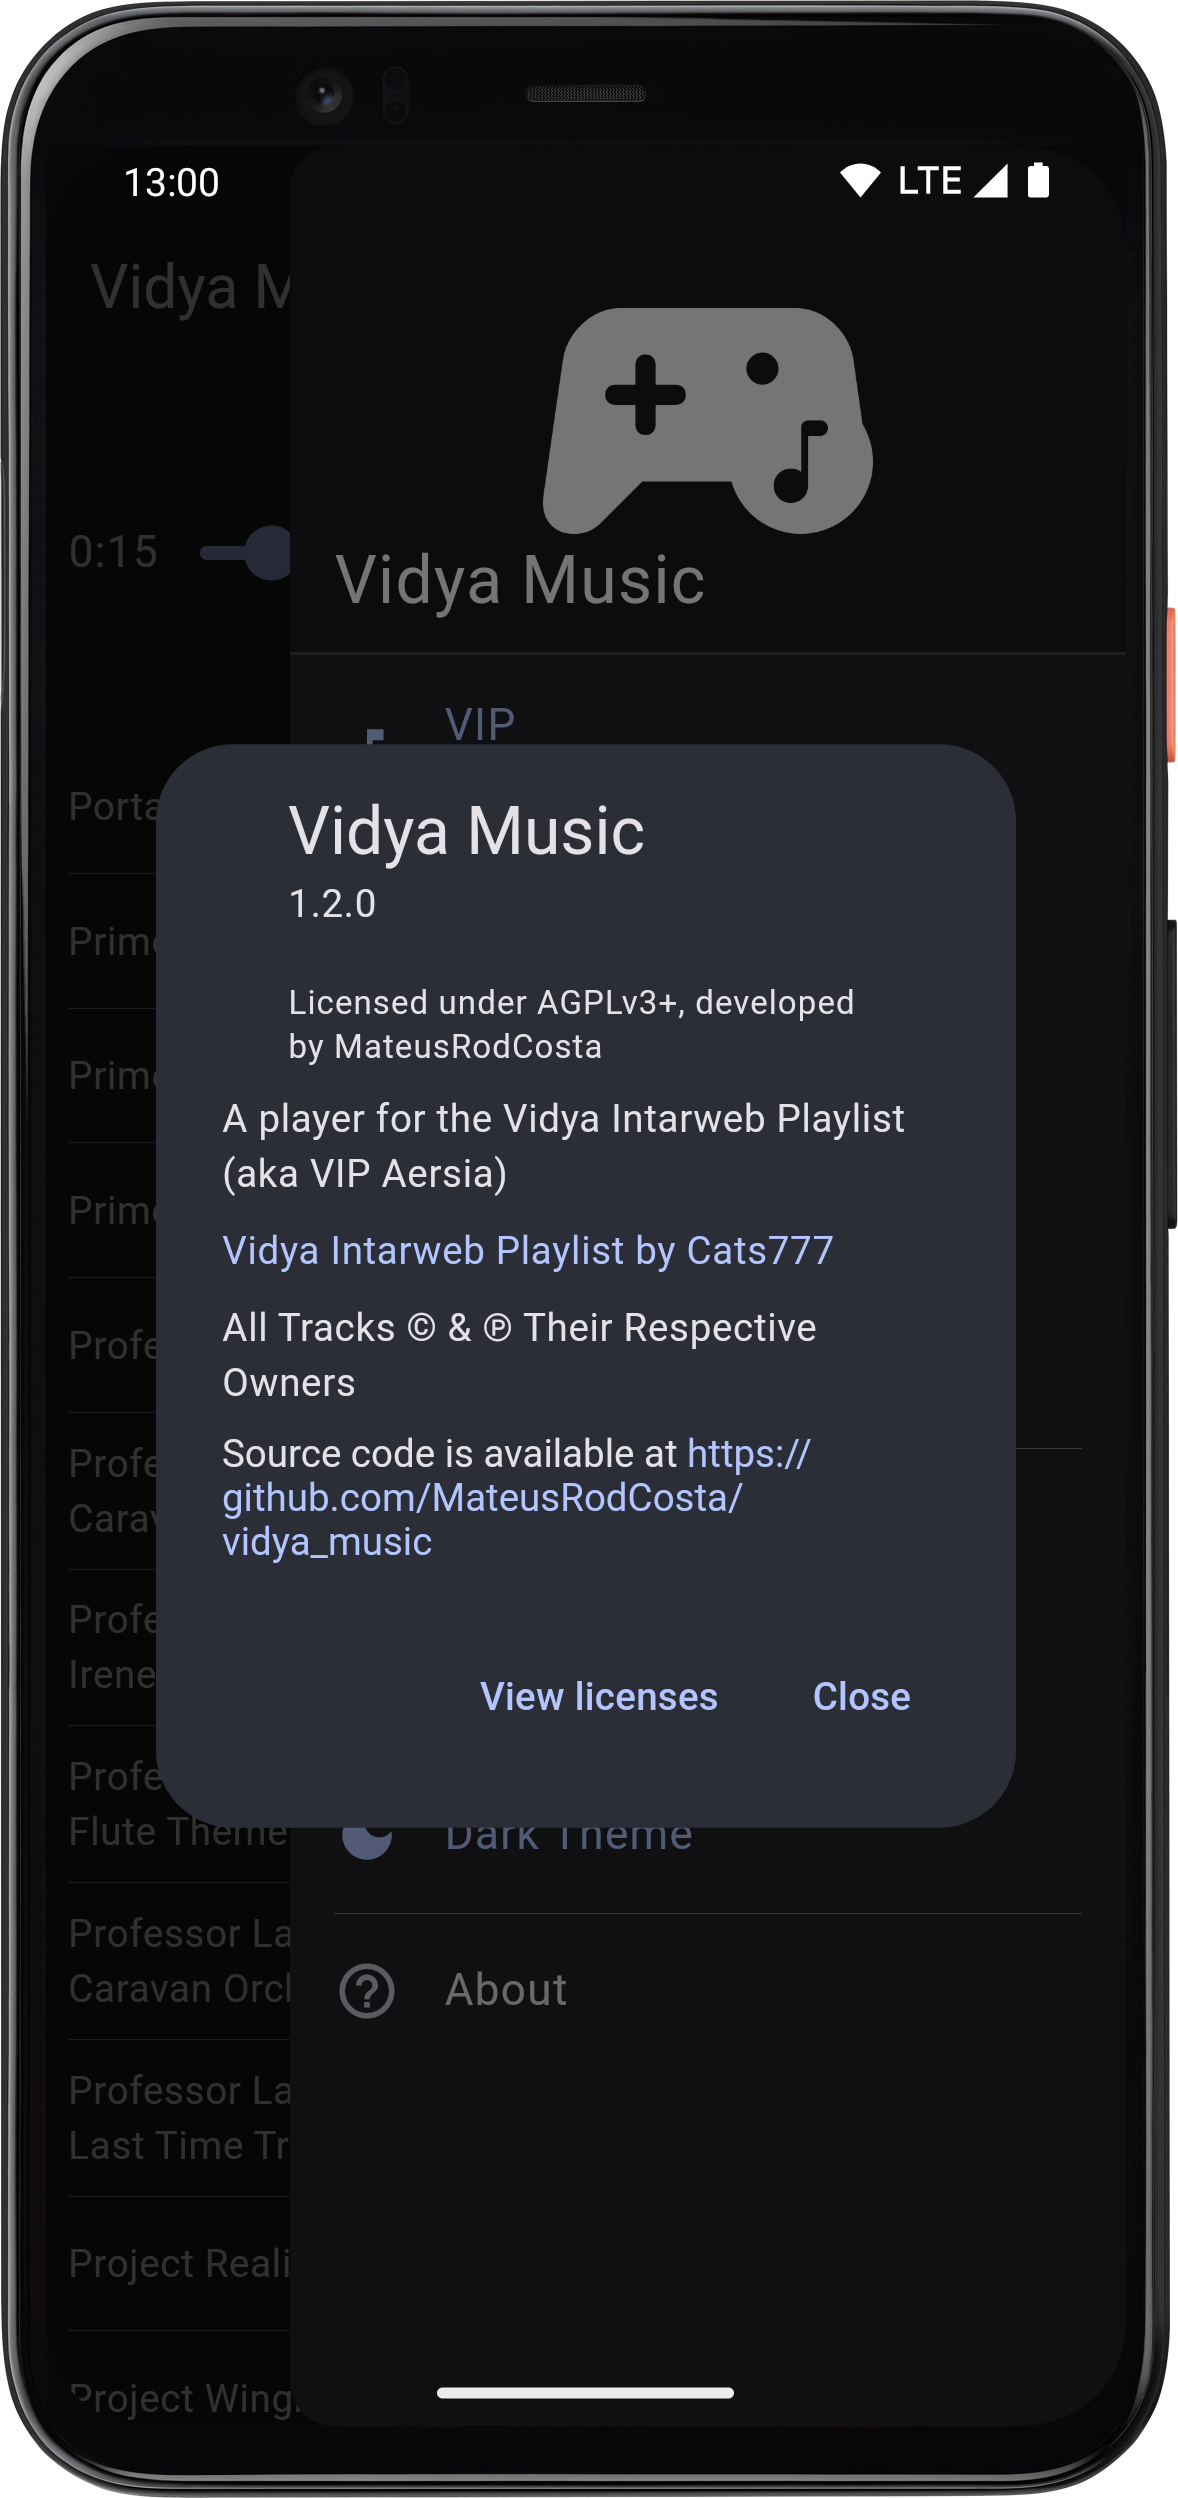 13:00
LTE
Vidya M
0:15
Vidya Music
VIP
Porta
Prim
Prim
Prim
Profe
Profe
Carav
Profe
Irene
Profe
Flute Theme
Professor La
Caravan Orc
Professor La
Last Time Tr
Project Reali
Project Wing
Vidya Music
1.2.0
Licensed under AGPLv3+, developed
by MateusRodCosta
A player for the Vidya Intarweb Playlist
(aka VIP Aersia)
Vidya Intarweb Playlist by Cats777
All Tracks © & ℗ Their Respective
Owners
Source code is available at https://
github.com/MateusRodCosta/
vidya_music
View licenses
Close
Dark Theme
About